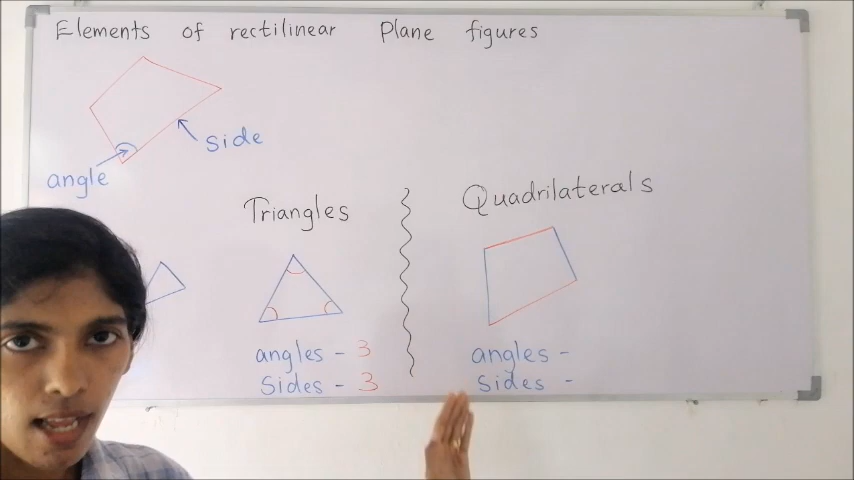 Elements of rectilinear Plane figures
side
angle
Triangles
Quadrilaterals
angles - 3
sides - 3
angles -
sides -